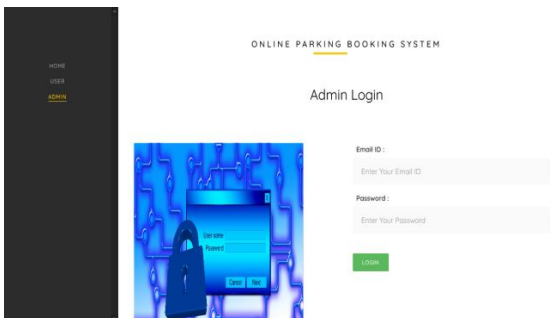 ONLINE PARKING BOOKING SYSTEM
HOME
USER
ADMIN
Admin Login
Email ID :
Enter Your Email ID
Password :
Enter Your Password
LOGIN
User name
Password
Cancel Next